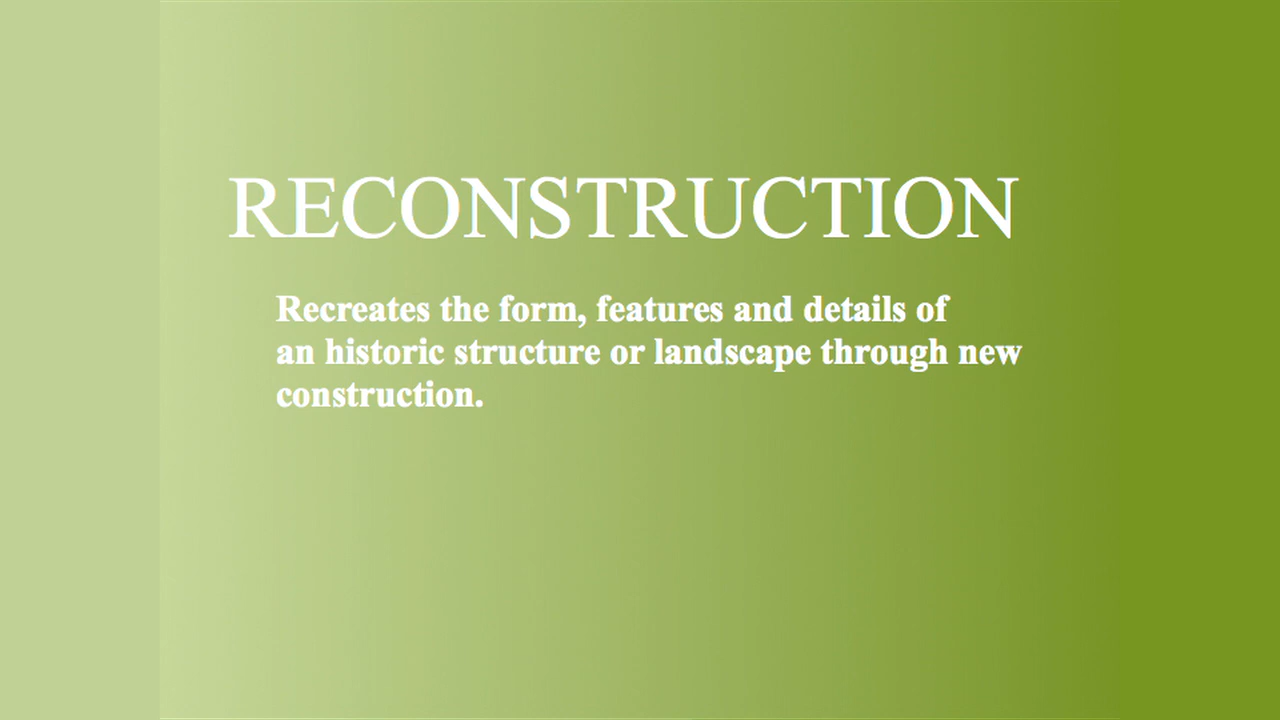 RECONSTRUCTION
Recreates the form, features and details of
an historic structure or landscape through new
construction.